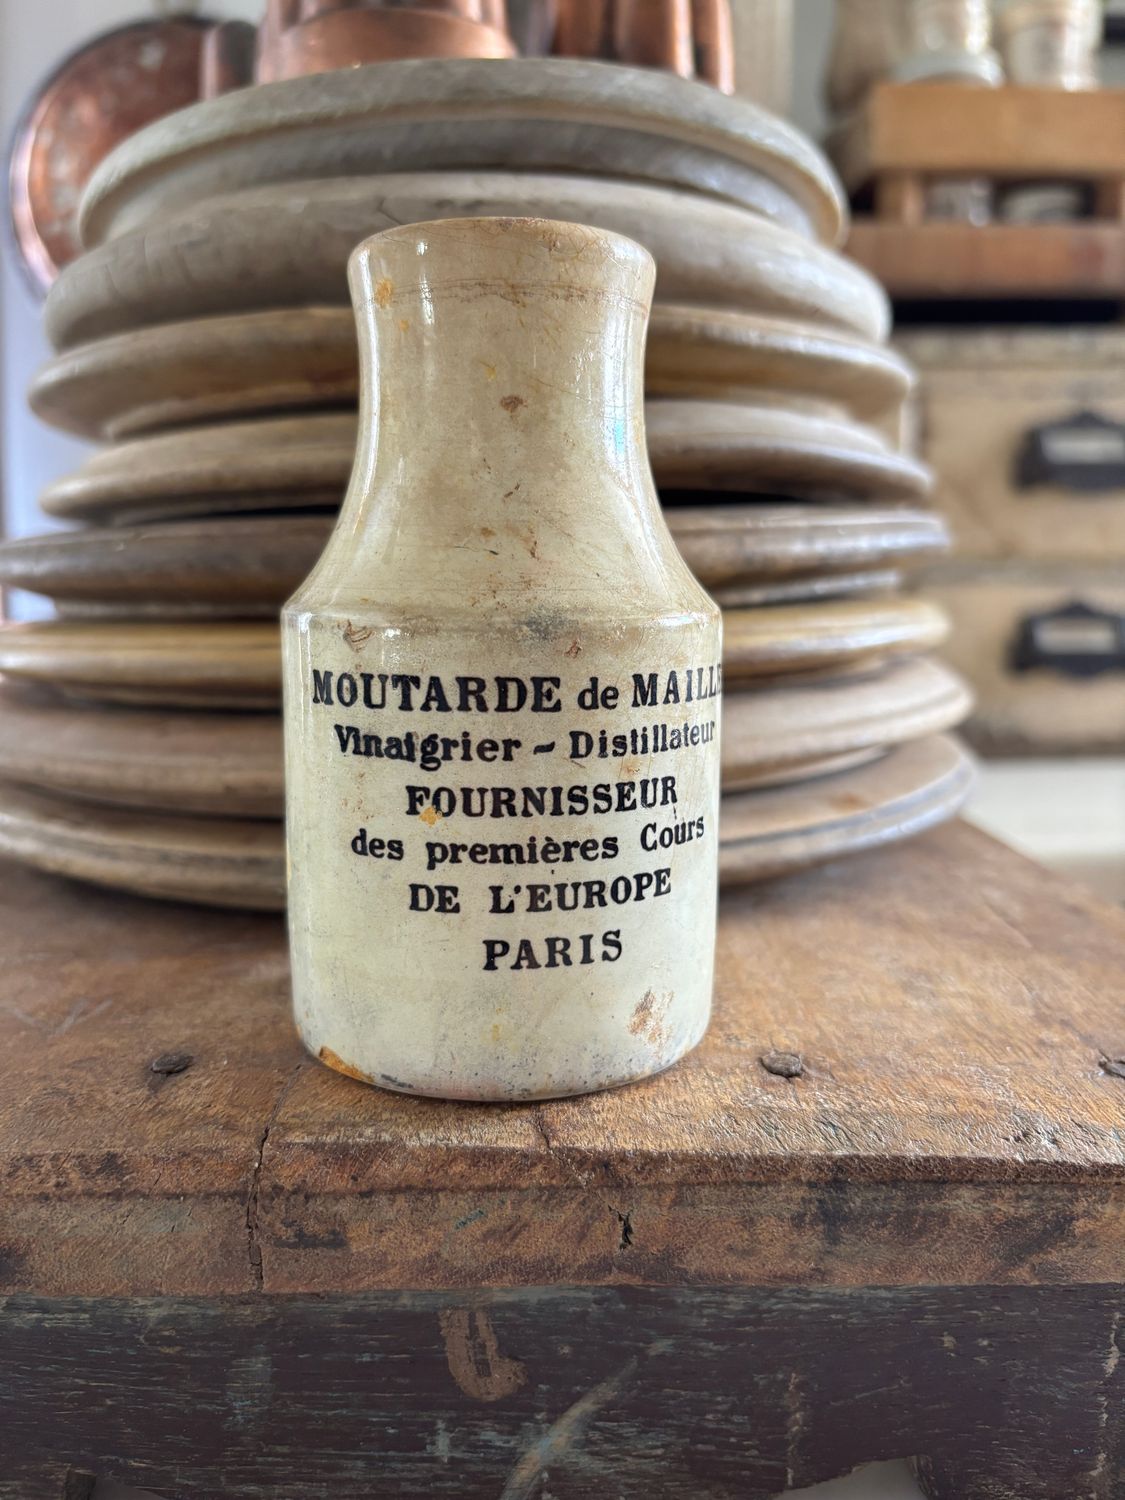 MOUTARDE de MAILLE
Vinaigrier - Distillateur
FOURNISSEUR
des premières Cours
DE L'EUROPE
PARIS